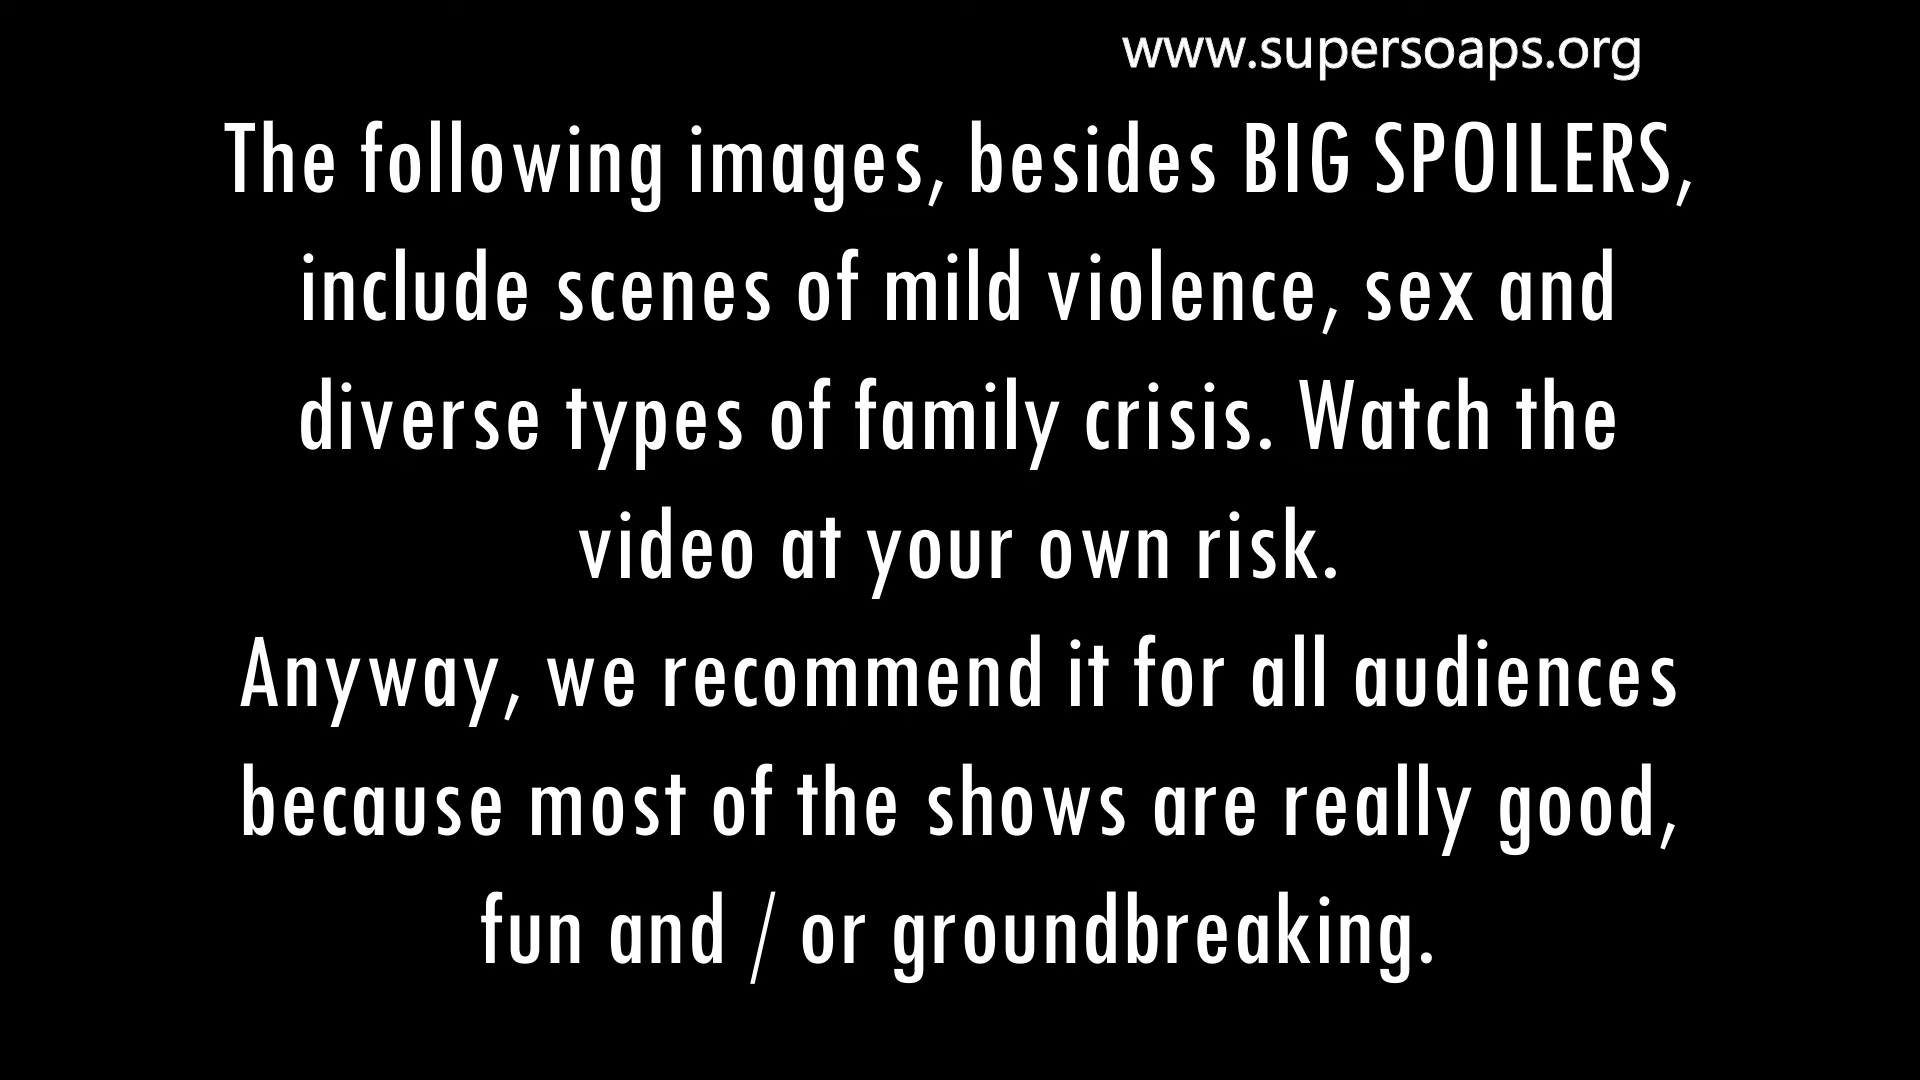 www.supersoaps.org
The following images, besides BIG SPOILERS,
include scenes of mild violence, sex and
diverse types of family crisis. Watch the
video at your own risk.
Anyway, we recommend it for all audiences
because most of the shows are really good,
fun and / or groundbreaking.